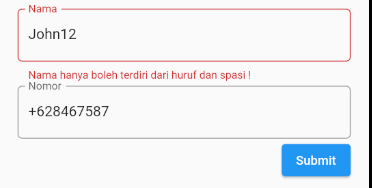 Nama
John12
Nama hanya boleh terdiri dari huruf dan spasi !
Nomor
+628467587
Submit